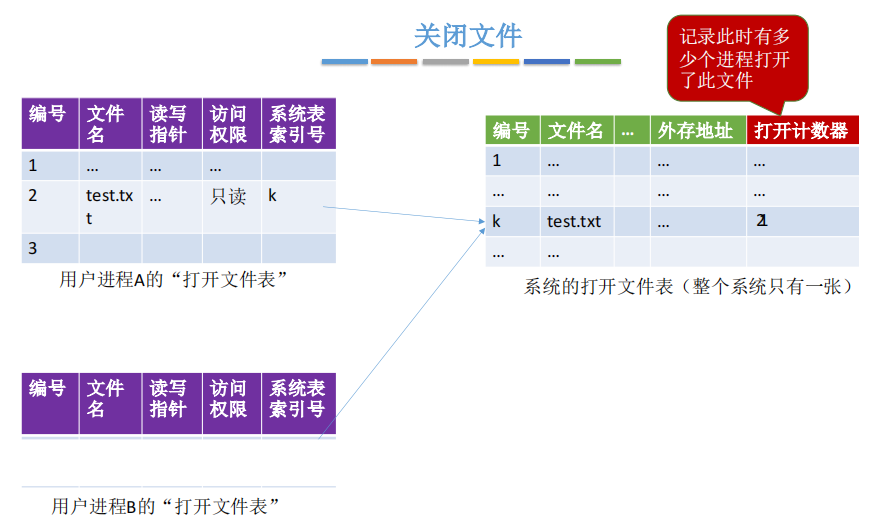 关闭文件
记录此时有多
少个进程打开
了此文件
编号 文件名 读写指针 访问权限 系统表索引号
1 … … …
2 test.txt … 只读 k
3
用户进程A的“打开文件表”
编号 文件名 … 外存地址 打开计数器
1 … … …
… … … …
k test.txt …
… …
系统的打开文件表（整个系统只有一张）
编号 文件名 读写指针 访问权限 系统表索引号
用户进程B的“打开文件表”